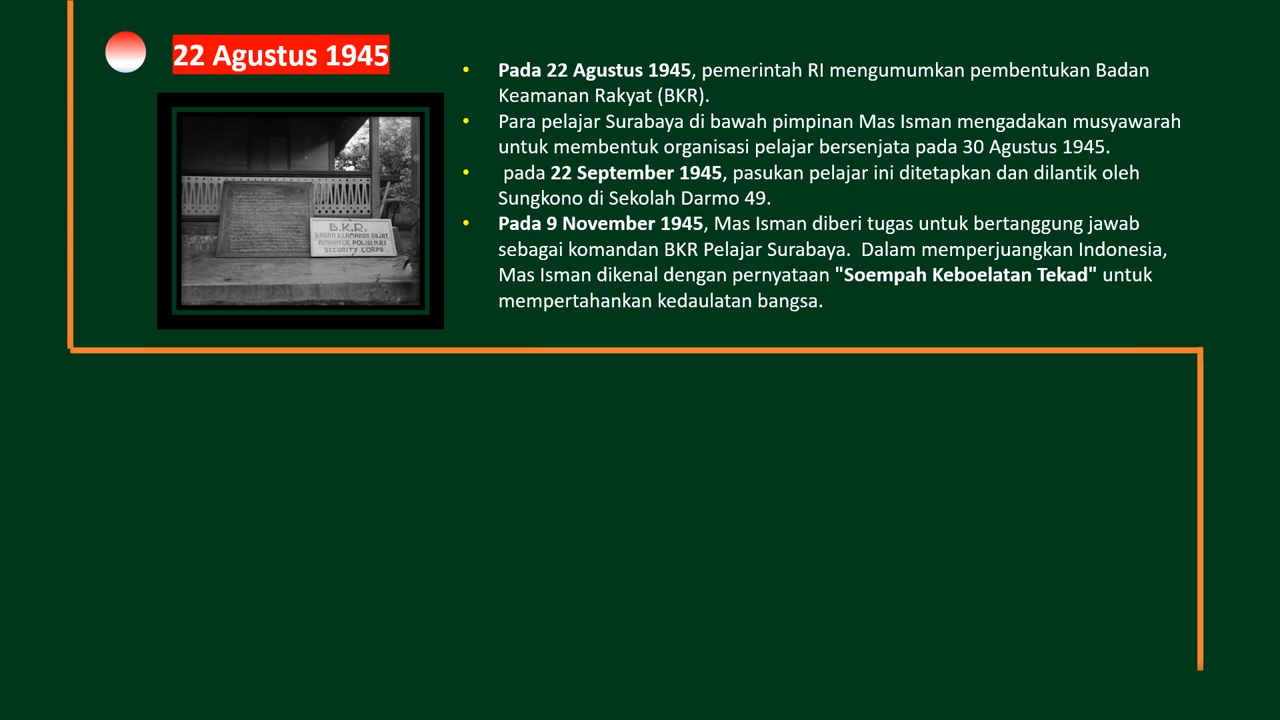 22 Agustus 1945
B.K.R.
BADAN KEAMANAN RAJAT
PEMBANTOE POLISI N.R.I
SECURITY CORPS
• Pada 22 Agustus 1945, pemerintah RI mengumumkan pembentukan Badan
Keamanan Rakyat (BKR).
• Para pelajar Surabaya di bawah pimpinan Mas Isman mengadakan musyawarah
untuk membentuk organisasi pelajar bersenjata pada 30 Agustus 1945.
• pada 22 September 1945, pasukan pelajar ini ditetapkan dan dilantik oleh
Sungkono di Sekolah Darmo 49.
• Pada 9 November 1945, Mas Isman diberi tugas untuk bertanggung jawab
sebagai komandan BKR Pelajar Surabaya. Dalam memperjuangkan Indonesia,
Mas Isman dikenal dengan pernyataan "Soempah Keboelatan Tekad" untuk
mempertahankan kedaulatan bangsa.